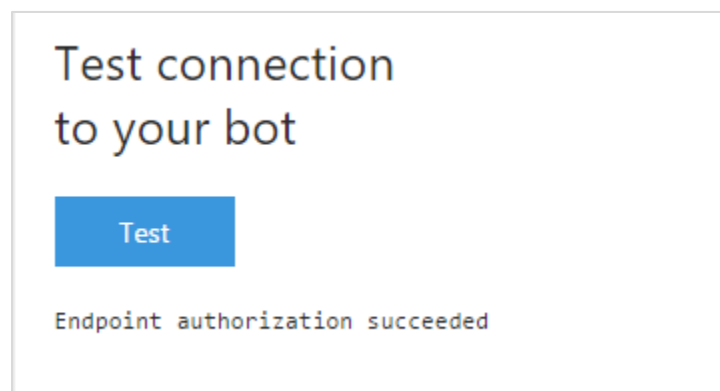 Test connection
to your bot
Test
Endpoint authorization succeeded